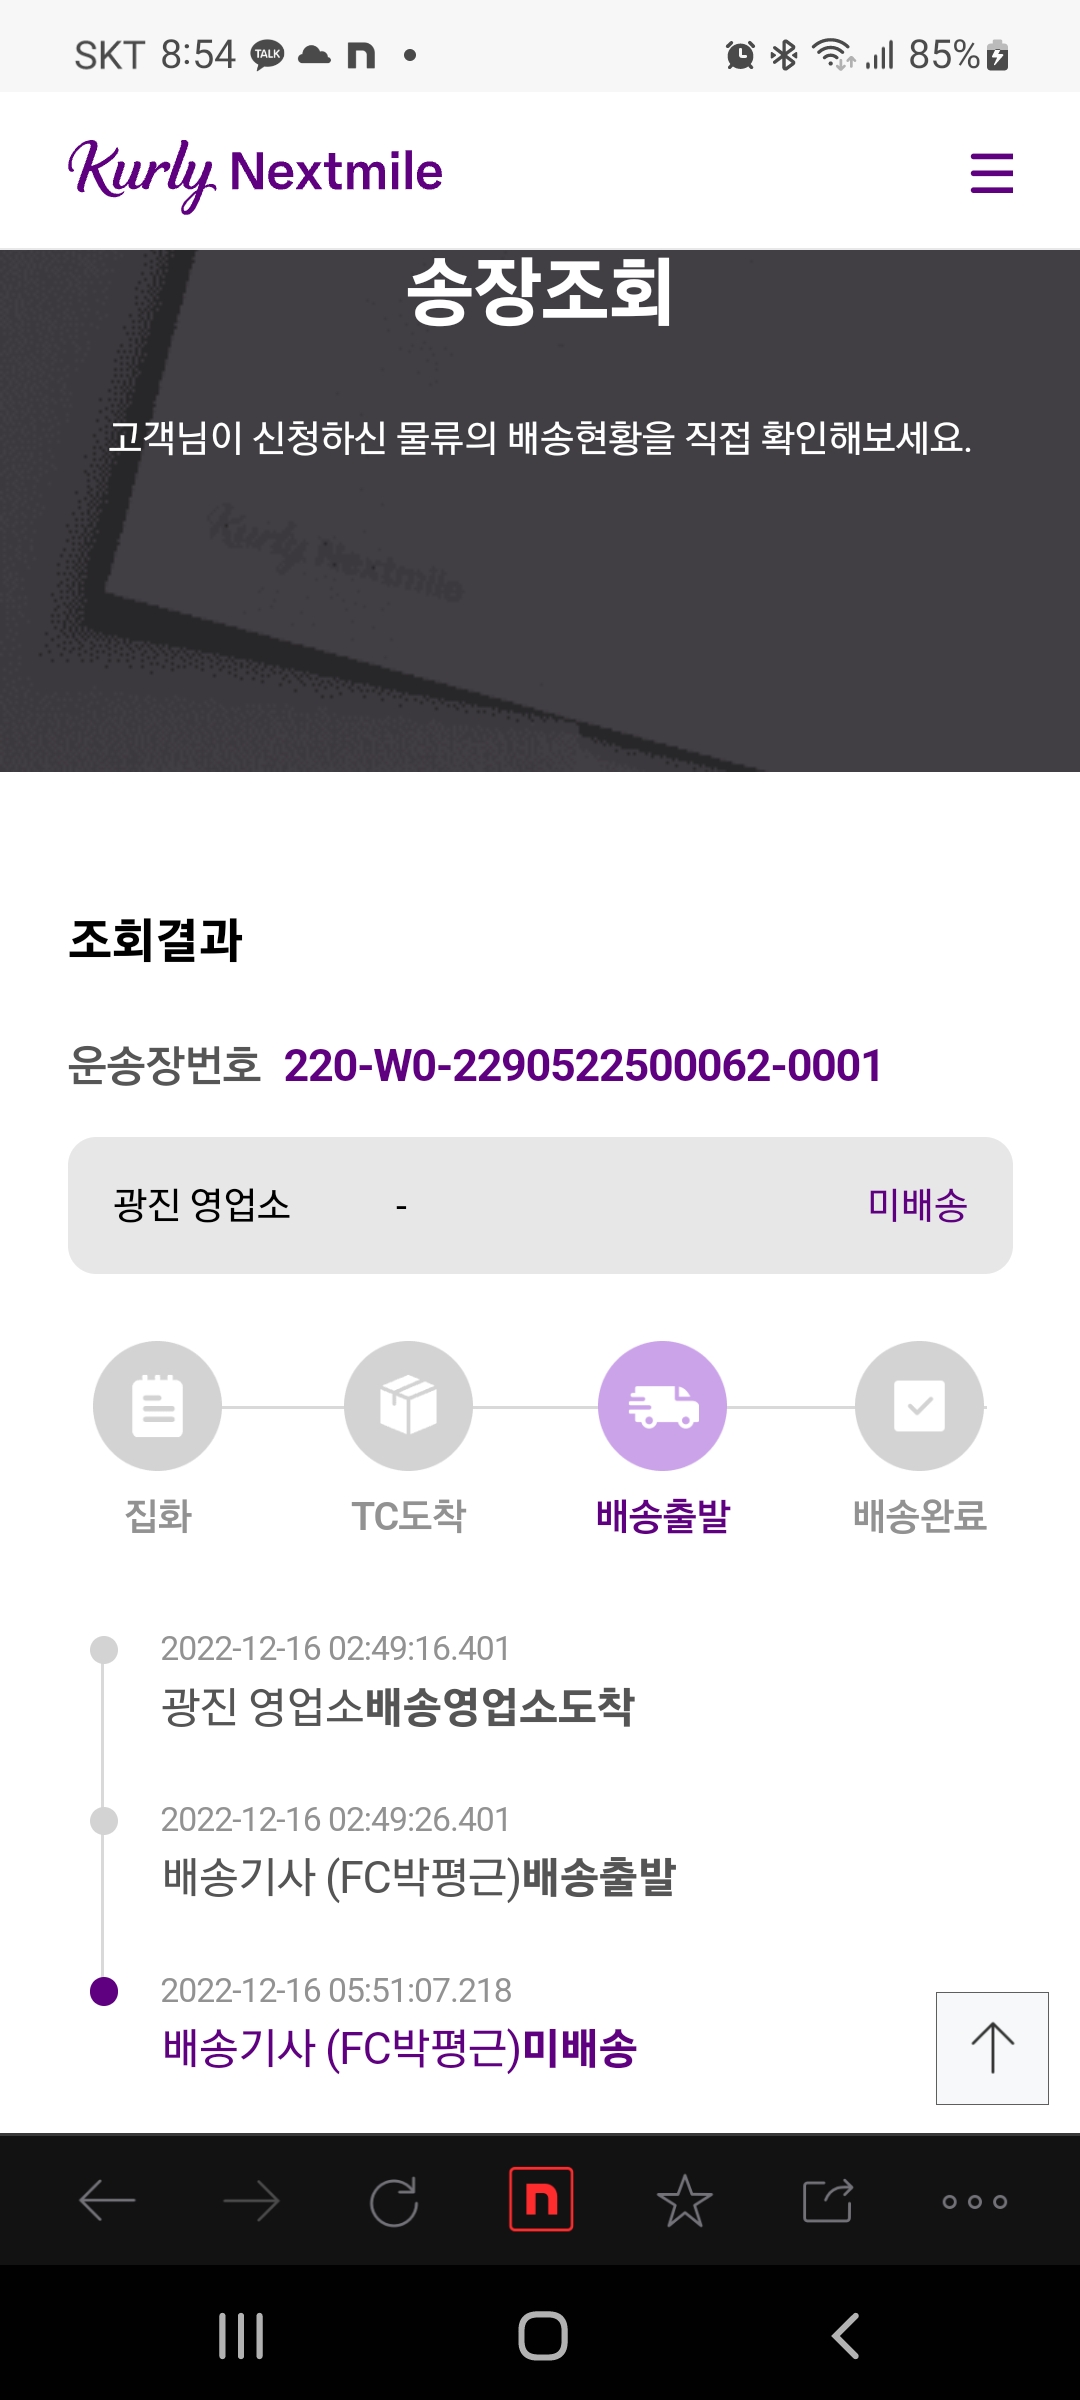 SKT 8:54 TALK 85%
Kurly Nextmile
송장조회
고객님이 신청하신 물류의 배송현황을 직접 확인해보세요.
Kurly Nextmile
조회결과
운송장번호 220-W0-2290522500062-0001
광진 영업소 - 미배송
집화 TC도착 배송출발 배송완료
2022-12-16 02:49:16.401
광진 영업소배송영업소도착
2022-12-16 02:49:26.401
배송기사 (FC박평근)배송출발
2022-12-16 05:51:07.218
배송기사 (FC박평근)미배송